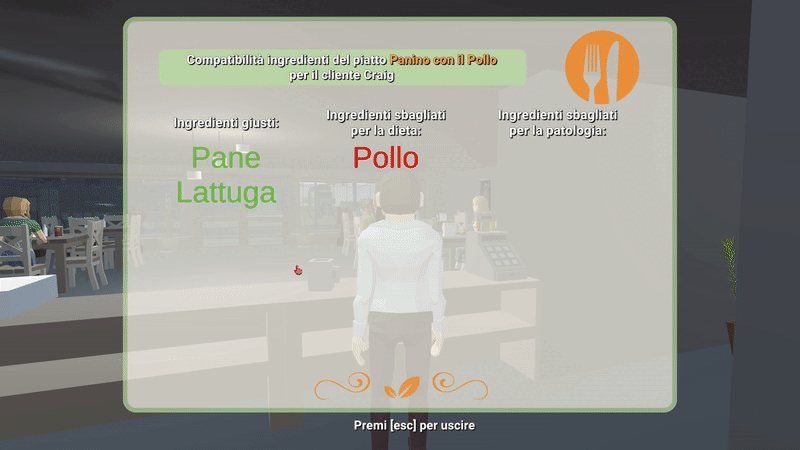 Compatibilità ingredienti del piatto Panino con il Pollo
per il cliente Craig
Ingredienti giusti:
Pane
Lattuga
Ingredienti sbagliati
per la dieta:
Pollo
Ingredienti sbagliati
per la patologia:
Premi [esc] per uscire